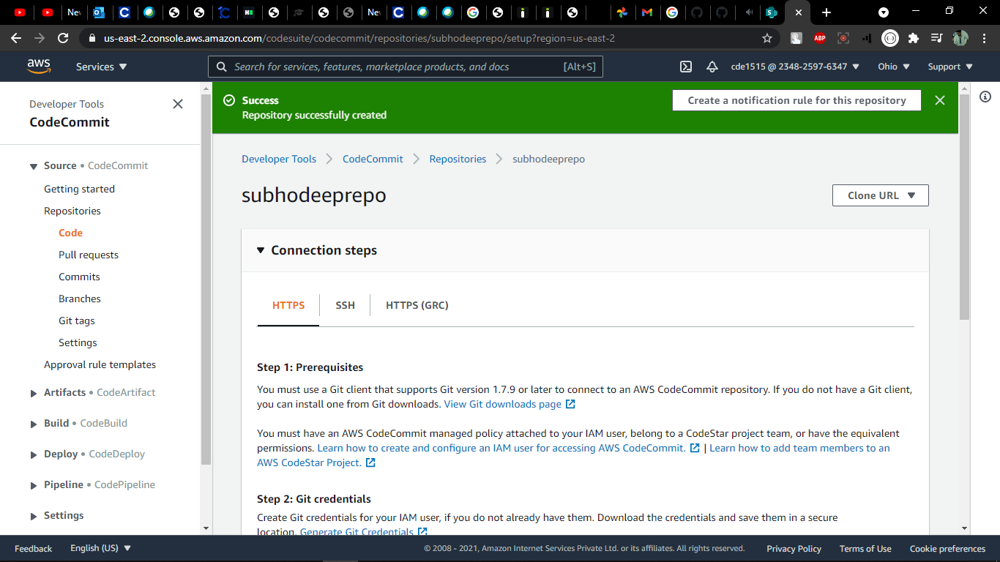 Nev
Nev
us-east-2.console.aws.amazon.com/codesuite/codecommit/repositories/subhodeeprepo/setup?region=us-east-2
ABP
aws
Services
Search for services, features, marketplace products, and docs
[Alt+S]
cde1515 @ 2348-2597-6347
Ohio
Support
Developer Tools
CodeCommit
Source • CodeCommit
Getting started
Repositories
Code
Pull requests
Commits
Branches
Git tags
Settings
Approval rule templates
Artifacts • CodeArtifact
Build • CodeBuild
Deploy • CodeDeploy
Pipeline • CodePipeline
Settings
Success
Repository successfully created
Create a notification rule for this repository
Developer Tools
CodeCommit
Repositories
subhodeeprepo
subhodeeprepo
Clone URL
Connection steps
HTTPS
SSH
HTTPS (GRC)
Step 1: Prerequisites
You must use a Git client that supports Git version 1.7.9 or later to connect to an AWS CodeCommit repository. If you do not have a Git client,
you can install one from Git downloads. View Git downloads page
You must have an AWS CodeCommit managed policy attached to your IAM user, belong to a CodeStar project team, or have the equivalent
permissions. Learn how to create and configure an IAM user for accessing AWS CodeCommit. | Learn how to add team members to an
AWS CodeStar Project.
Step 2: Git credentials
Create Git credentials for your IAM user, if you do not already have them. Download the credentials and save them in a secure
location. Generate Git Credentials
Feedback
English (US)
© 2008 - 2021, Amazon Internet Services Private Ltd. or its affiliates. All rights reserved.
Privacy Policy
Terms of Use
Cookie preferences